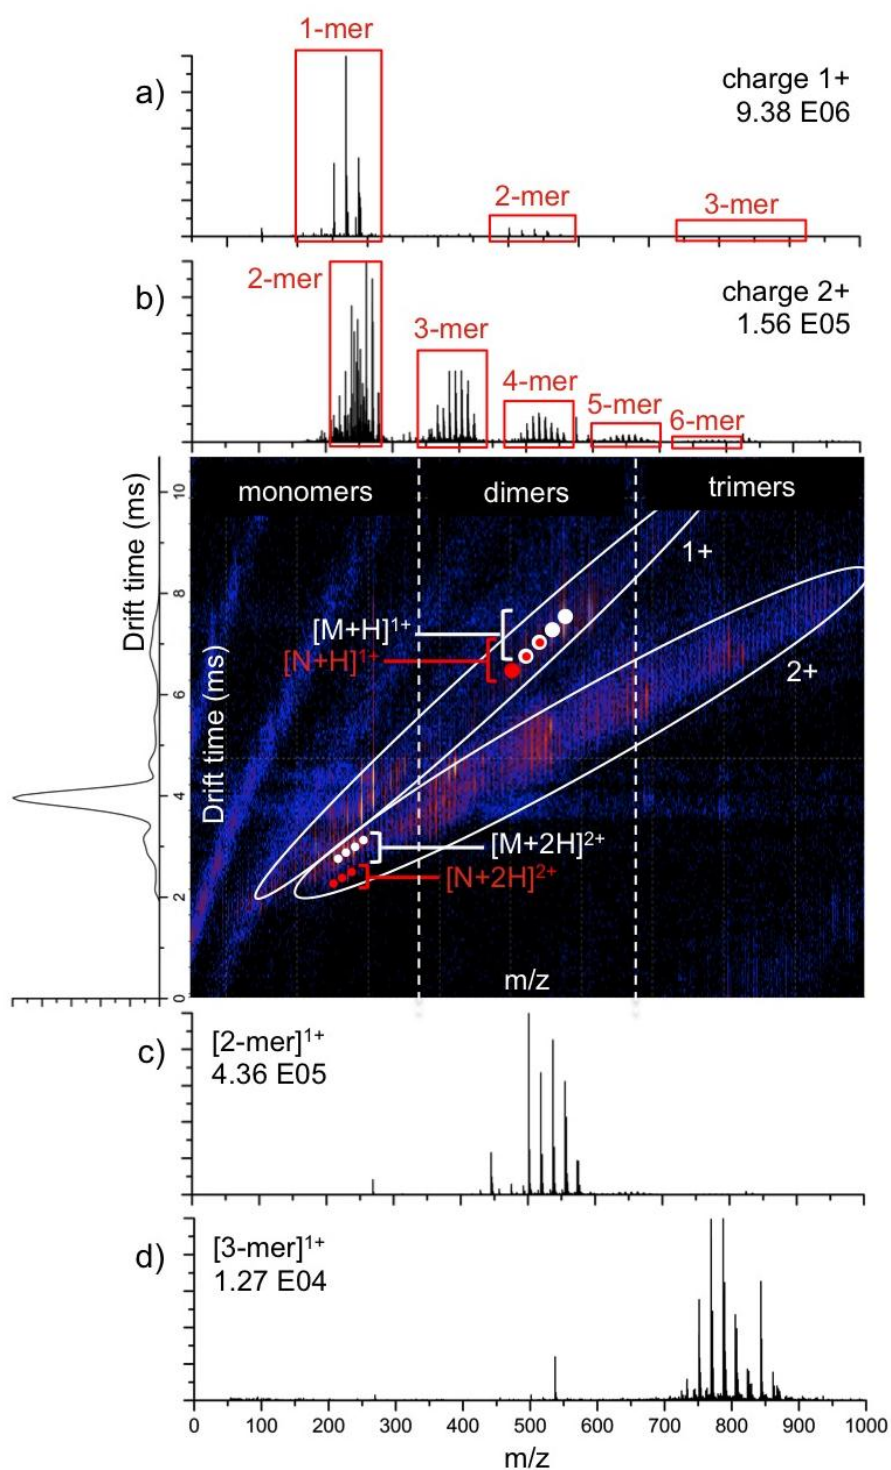 1-mer
a)
charge 1+
9.38 E06
2-mer
3-mer
b)
2-mer
charge 2+
1.56 E05
3-mer
4-mer
5-mer
6-mer
monomers
dimers
trimers
Drift time (ms)
10
8
6
4
2
0
1+
[M+H]¹⁺
[N+H]¹⁺
2+
Drift time (ms)
[M+2H]²⁺
[N+2H]²⁺
m/z
c)
[2-mer]¹⁺
4.36 E05
d)
[3-mer]¹⁺
1.27 E04
0 100 200 300 400 500 600 700 800 900 1000
m/z